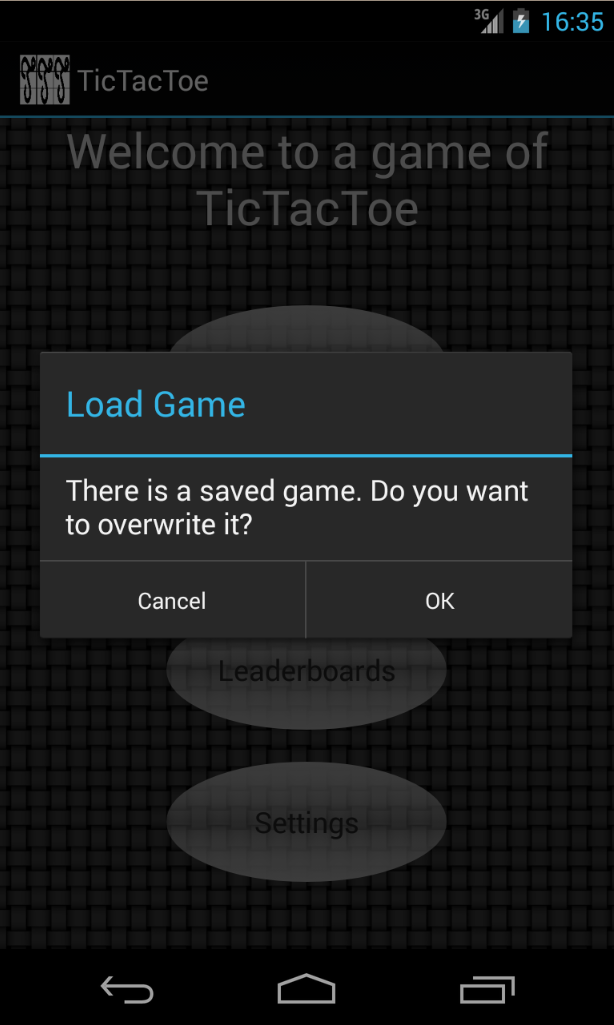 3G
16:35
TicTacToe
Welcome to a game of
TicTacToe
Load Game
There is a saved game. Do you want
to overwrite it?
Cancel
OK
Leaderboards
Settings